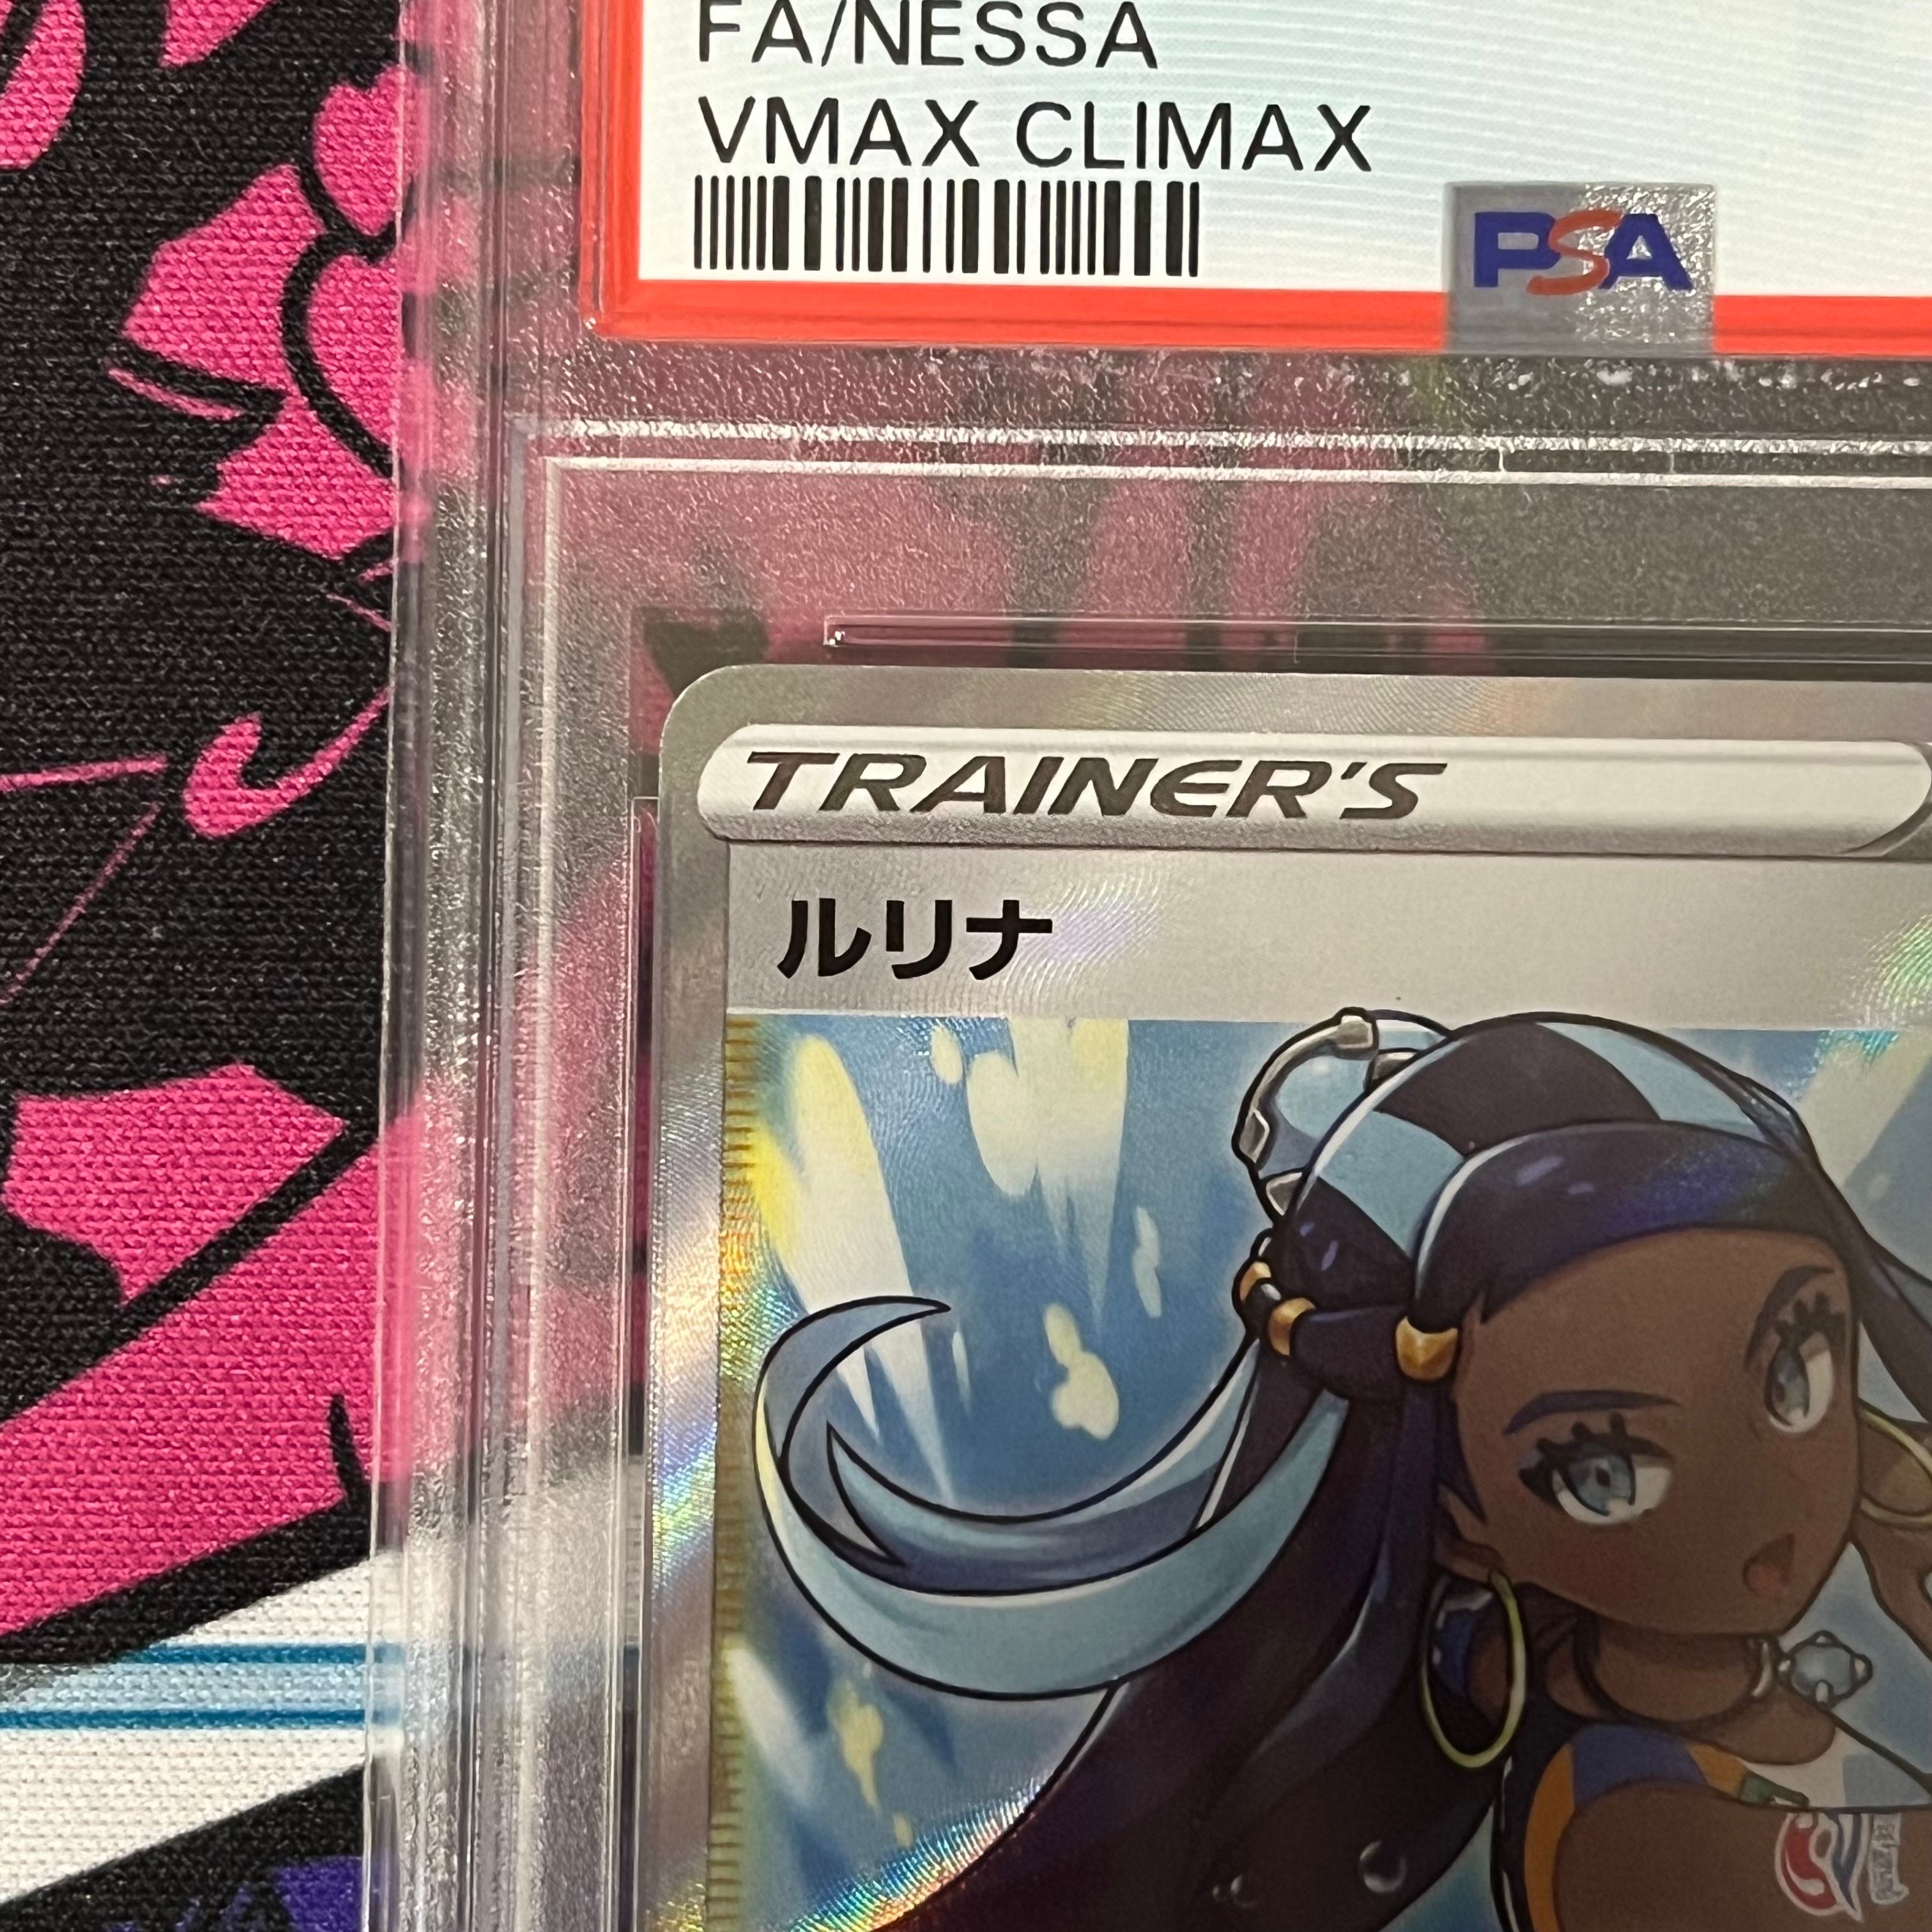 FA/NESSA
VMAX CLIMAX
PSA
TRAINER'S
ルリナ